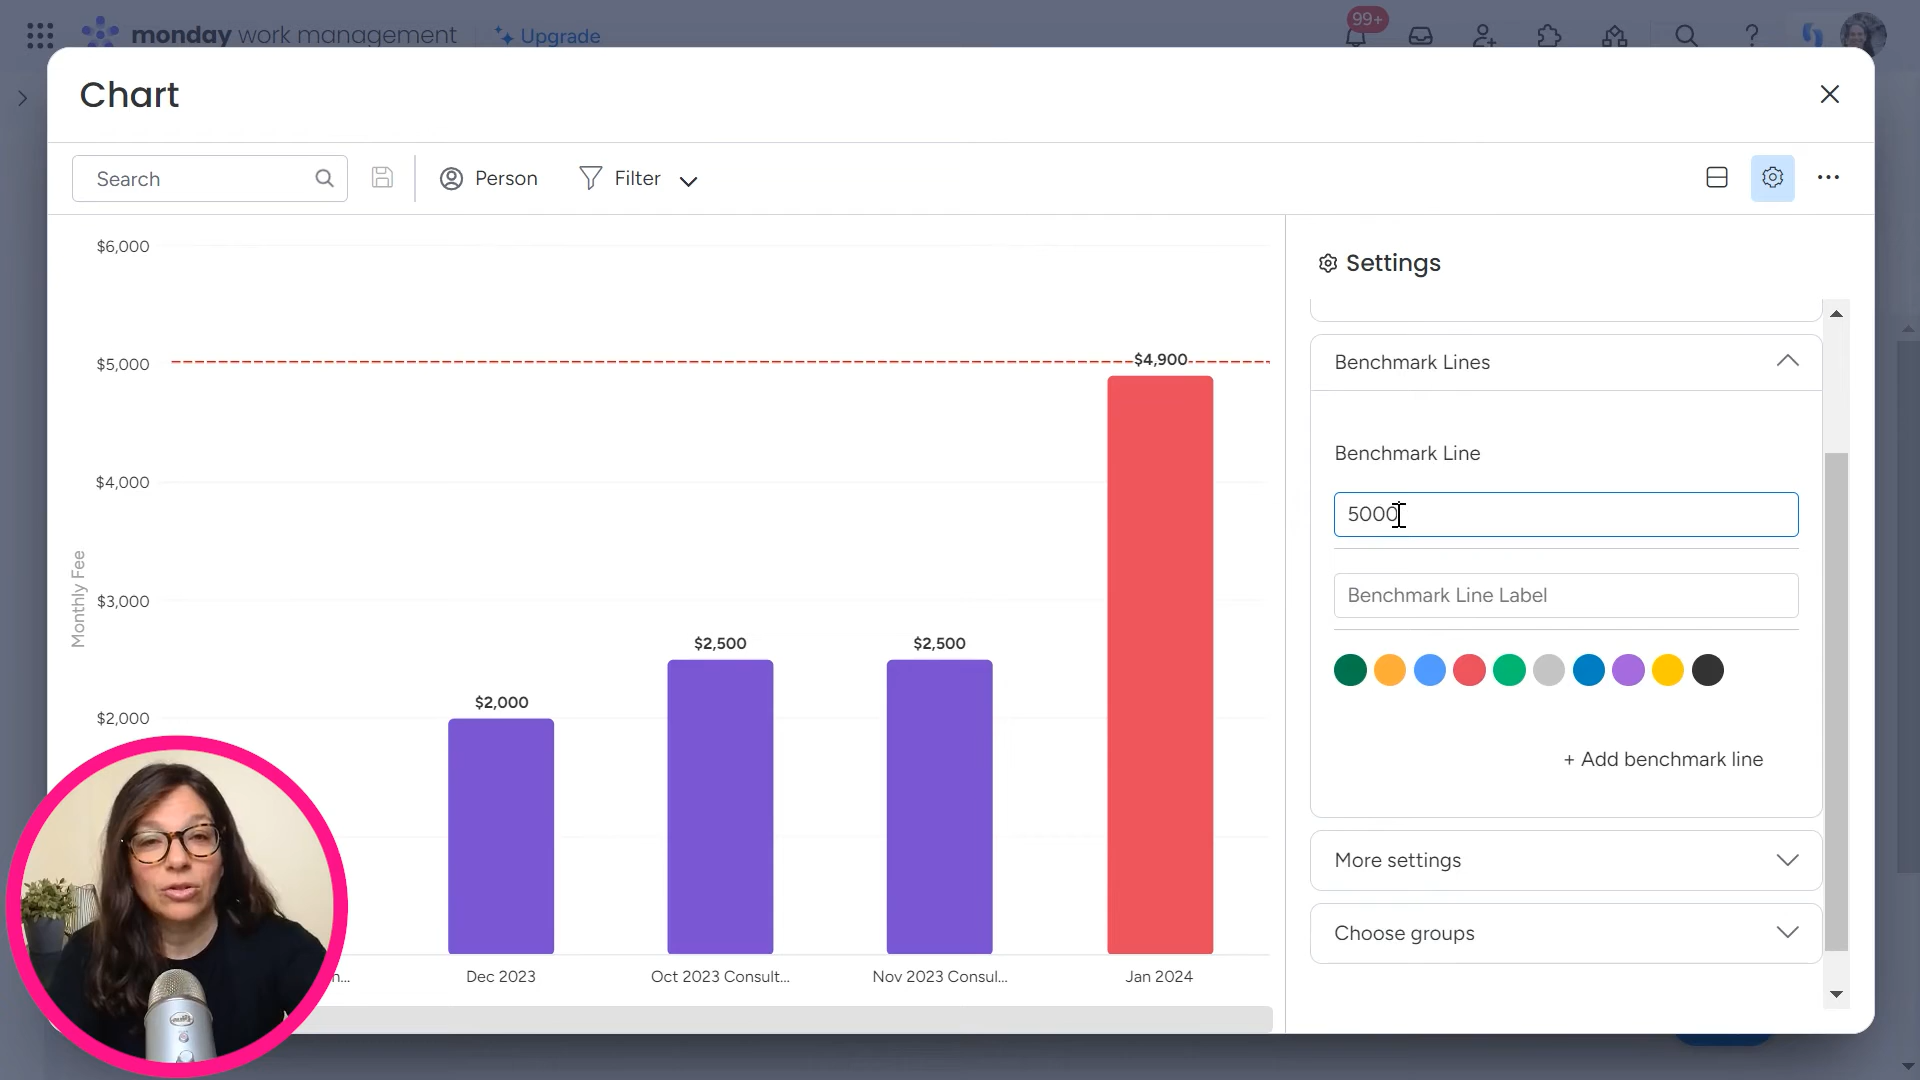 monday work management
Upgrade
99+
Chart
Search
Person
Filter
$6,000
$5,000
$4,000
$3,000
$2,000
Monthly Fee
$2,000
$2,500
$2,500
$4,900
n...
Dec 2023
Oct 2023 Consult...
Nov 2023 Consul...
Jan 2024
Settings
Benchmark Lines
Benchmark Line
5000
Benchmark Line Label
+ Add benchmark line
More settings
Choose groups